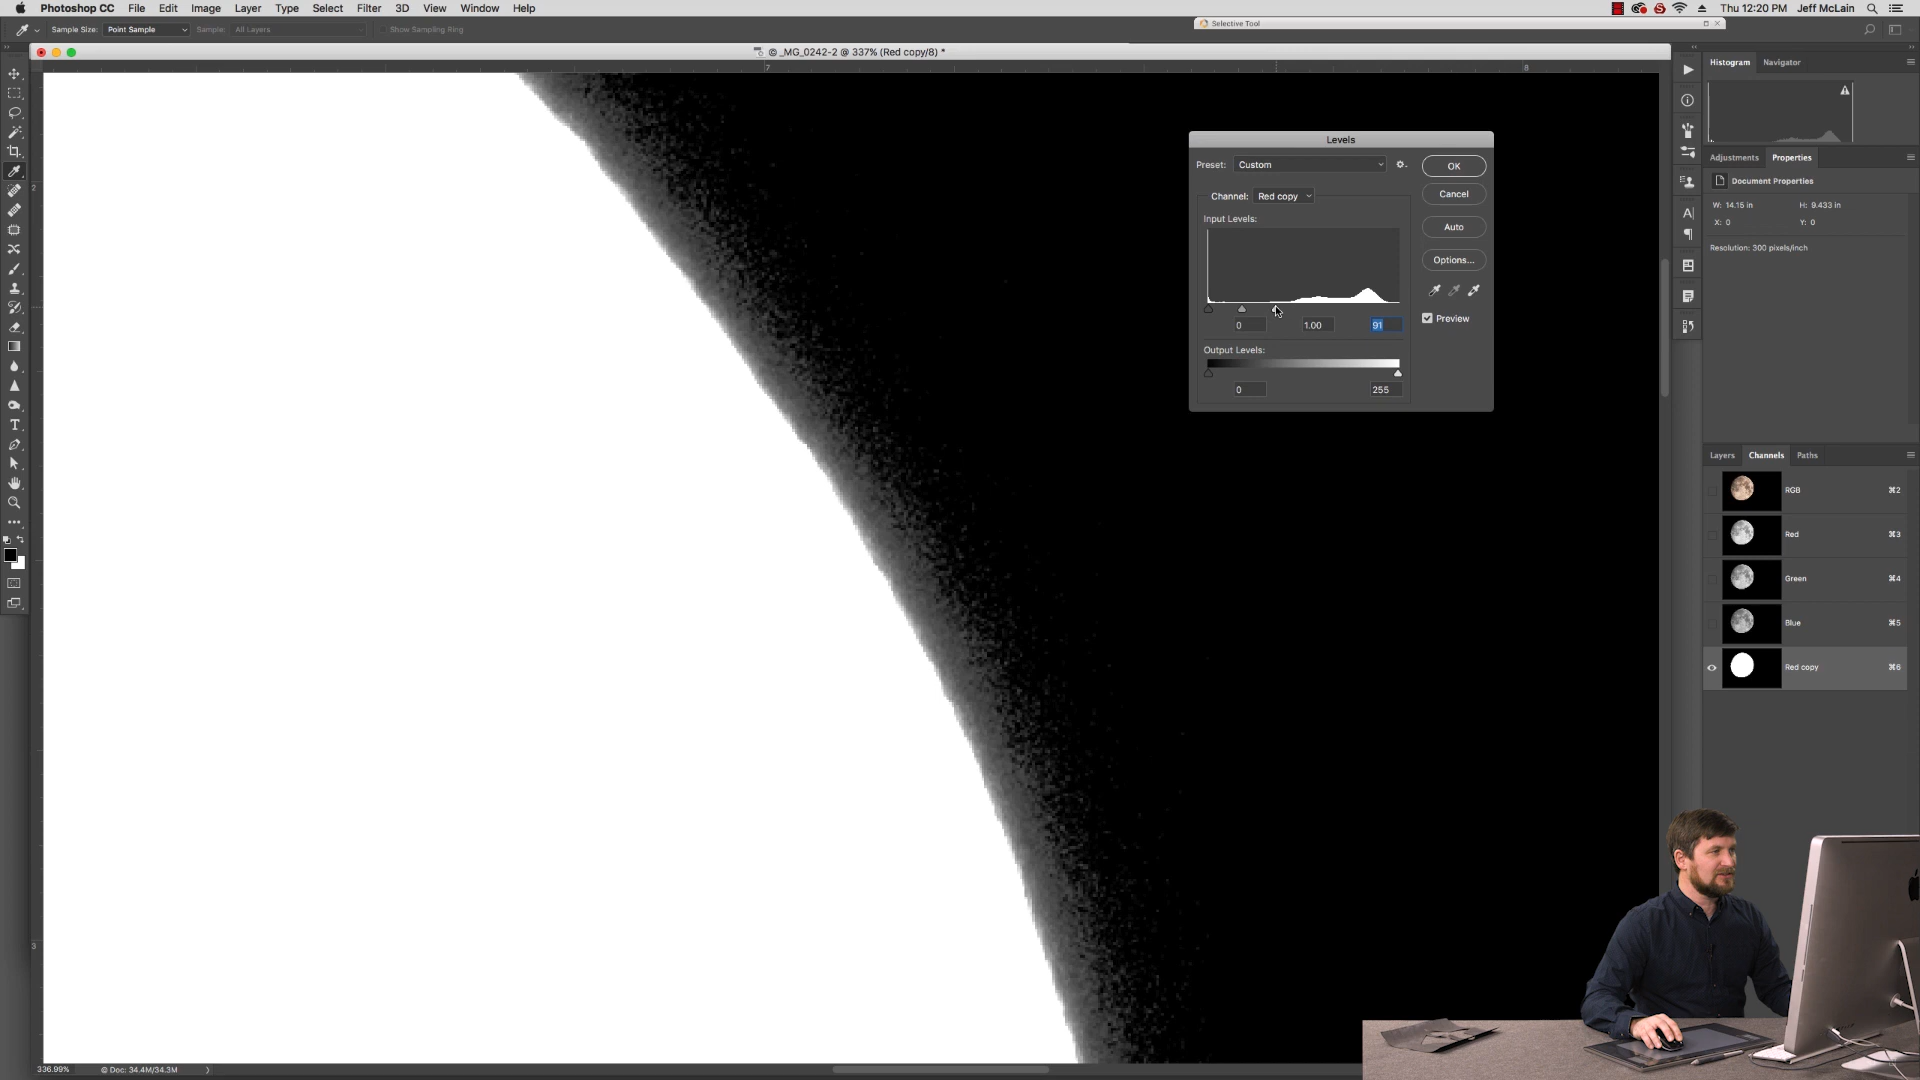 Photoshop CC File Edit Image Layer Type Select Filter 3D View Window Help
Thu 12:20 PM Jeff McLain
Sample Size: Point Sample Sample: All Layers Show Sampling Ring
Selective Tool
© _MG_0242-2 @ 337% (Red copy/8) *
7 8
2
3
Levels
Preset: Custom
OK
Channel: Red copy
Cancel
Input Levels:
Auto
Options...
0 1.00 91
Preview
Output Levels:
0 255
Histogram Navigator
Adjustments Properties
Document Properties
W: 14.15 in H: 9.433 in
X: 0 Y: 0
Resolution: 300 pixels/inch
Layers Channels Paths
RGB ⌘2
Red ⌘3
Green ⌘4
Blue ⌘5
Red copy ⌘6
336.99% © Doc: 34.4M/34.3M